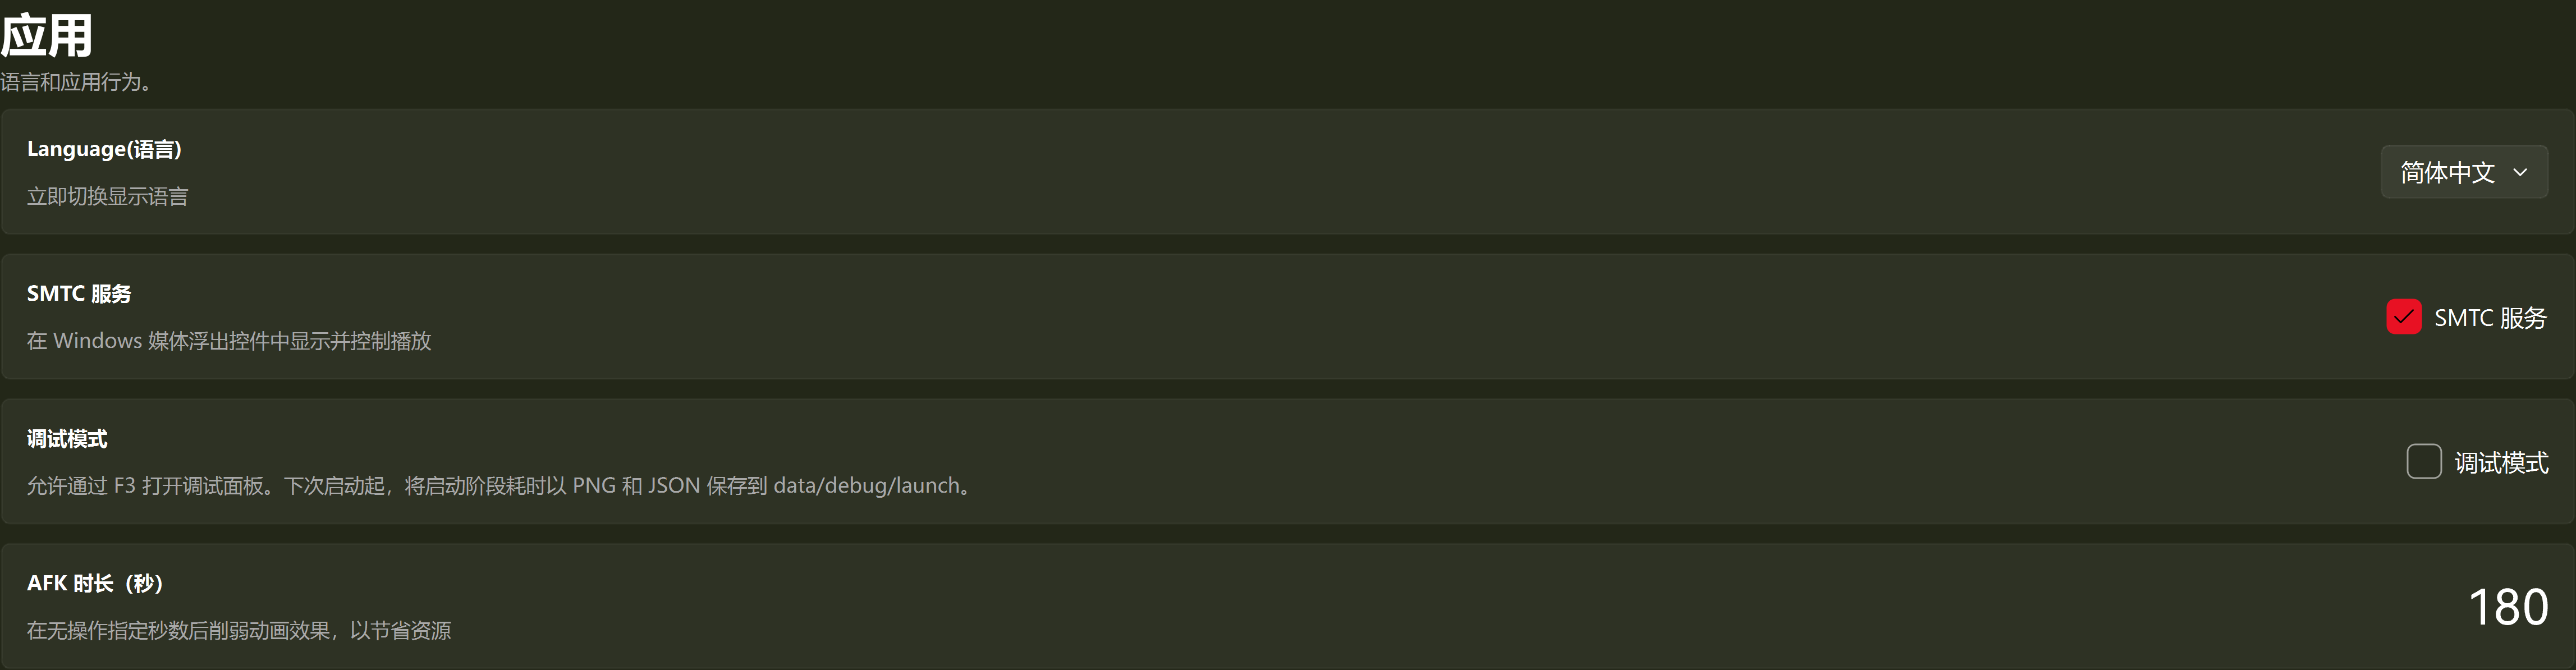 应用
语言和应用行为。
Language(语言)
立即切换显示语言
简体中文
SMTC 服务
在 Windows 媒体浮出控件中显示并控制播放
SMTC 服务
调试模式
允许通过 F3 打开调试面板。下次启动起，将启动阶段耗时以 PNG 和 JSON 保存到 data/debug/launch。
调试模式
AFK 时长（秒）
在无操作指定秒数后削弱动画效果，以节省资源
180